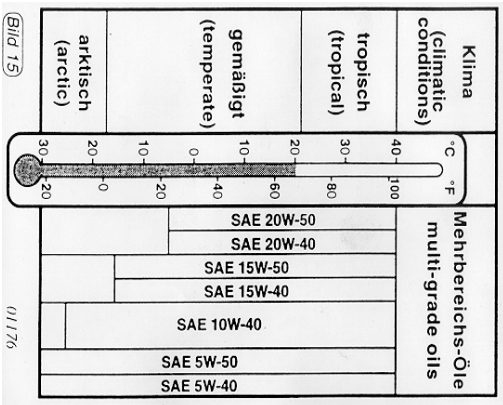 Bild 15
Klima
(climatic
conditions)
tropisch
(tropical)
gemäßigt
(temperate)
arktisch
(arctic)
°C
40
30
20
10
0
10
20
30
°F
100
80
60
40
20
0
20
Mehrbereichs-Öle
multi-grade oils
SAE 20W-50
SAE 20W-40
SAE 15W-50
SAE 15W-40
SAE 10W-40
SAE 5W-50
SAE 5W-40
01176